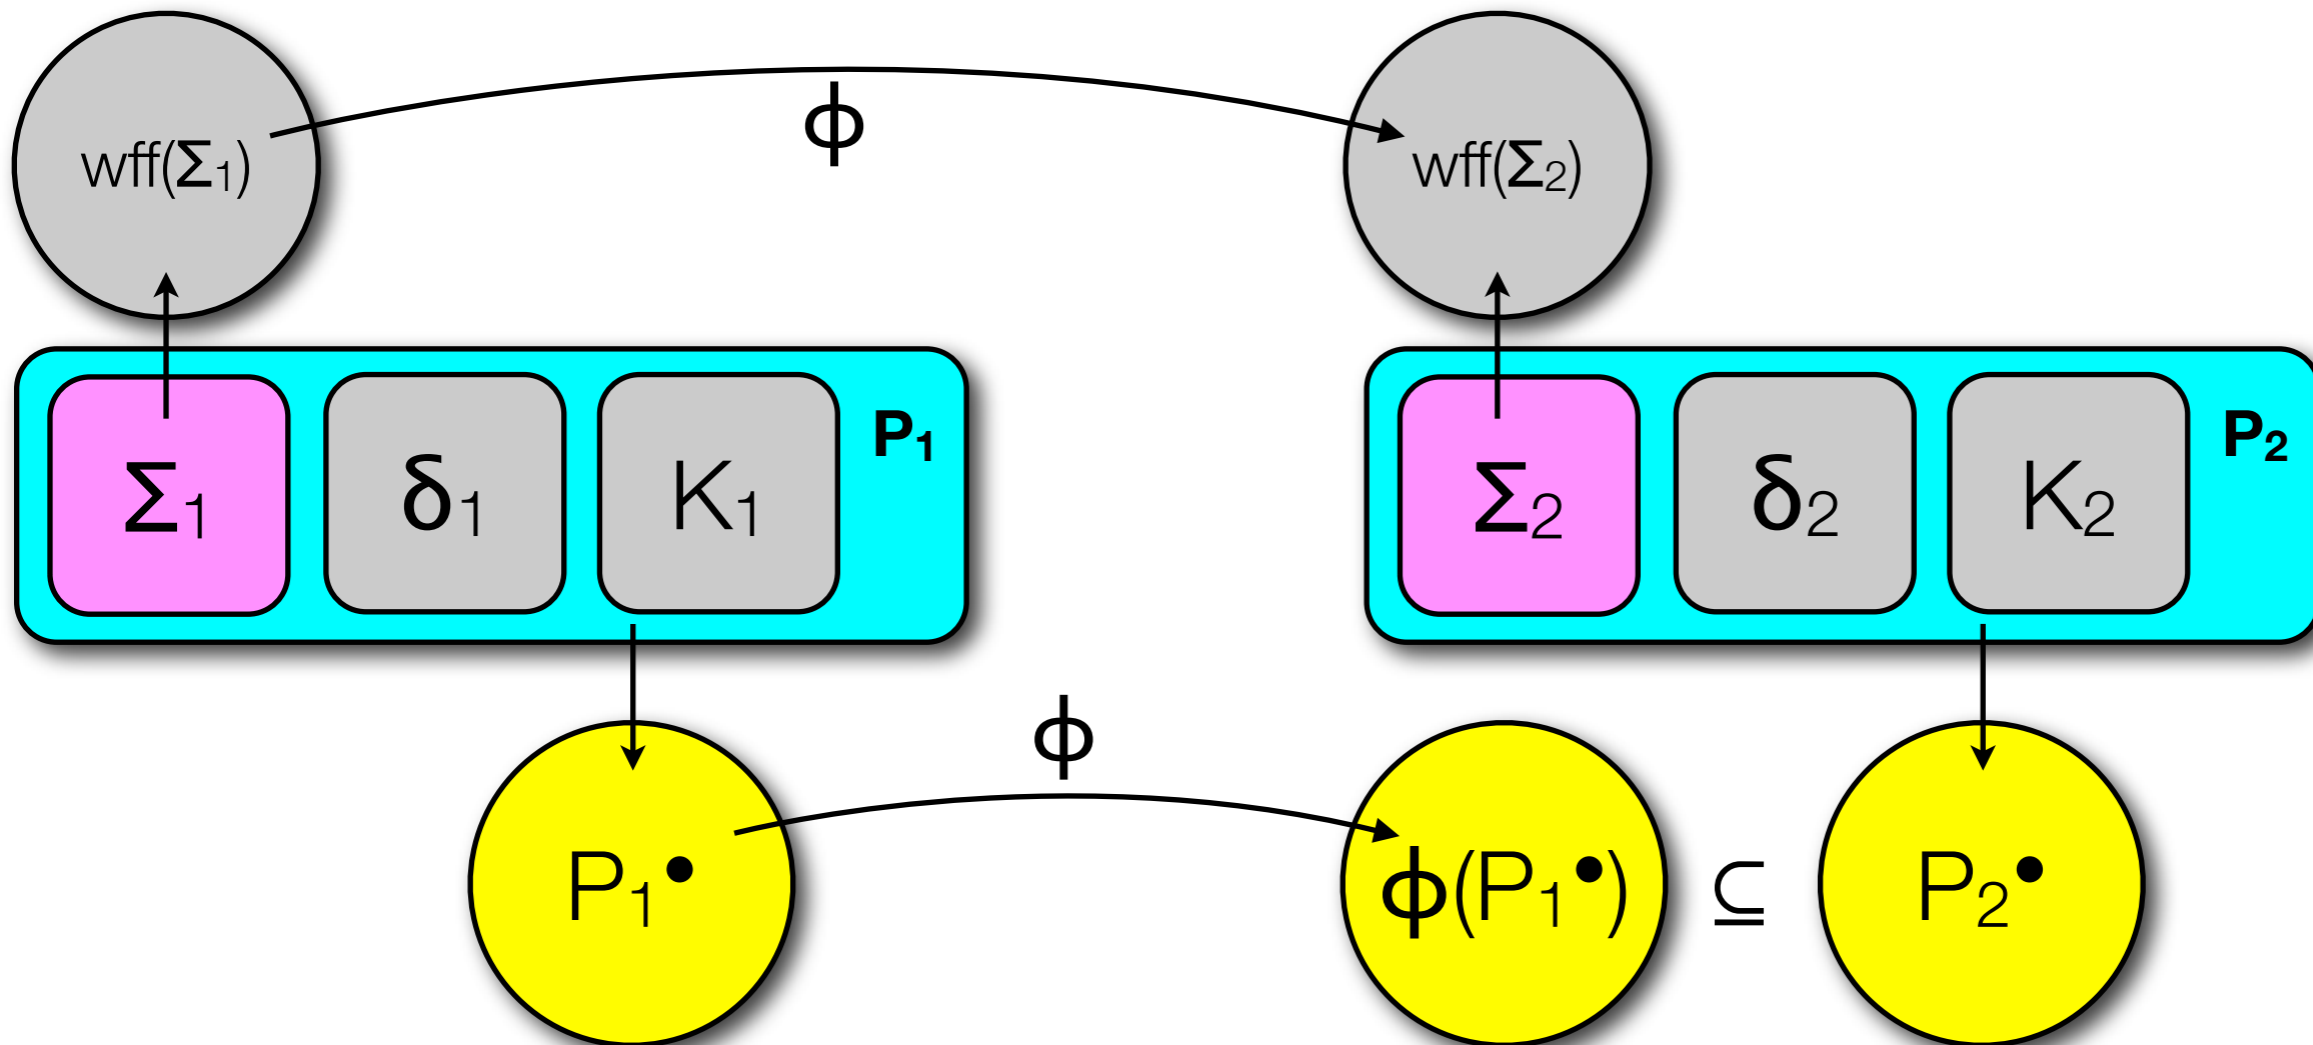 wff(Σ₁) ϕ wff(Σ₂)
Σ₁ δ₁ K₁ P₁ Σ₂ δ₂ K₂ P₂
ϕ
P₁• ϕ(P₁•) ⊆ P₂•